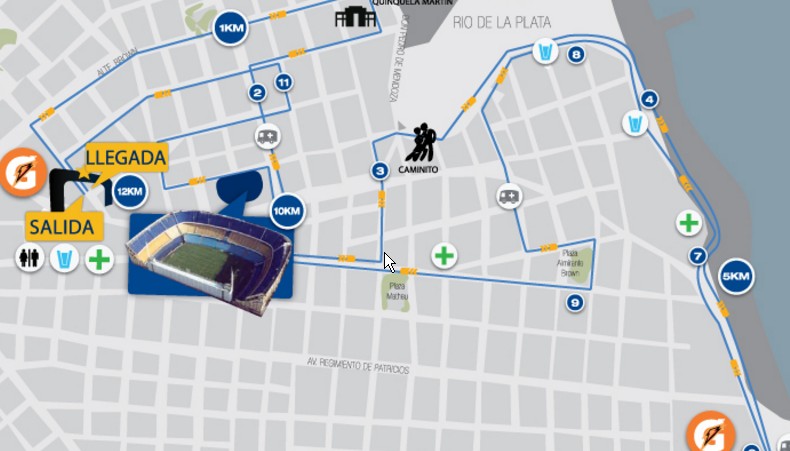 QUINQUELA MARTIN
RIO DE LA PLATA
1KM
ALTE. BROWN
DON PEDRO DE MENDOZA
8
11
2
4
LLEGADA
3
CAMINITO
12KM
SALIDA
10KM
7
Plaza
Almirante
Brown
5KM
Plaza
Matheu
9
AV. REGIMIENTO DE PATRICIOS
G
G